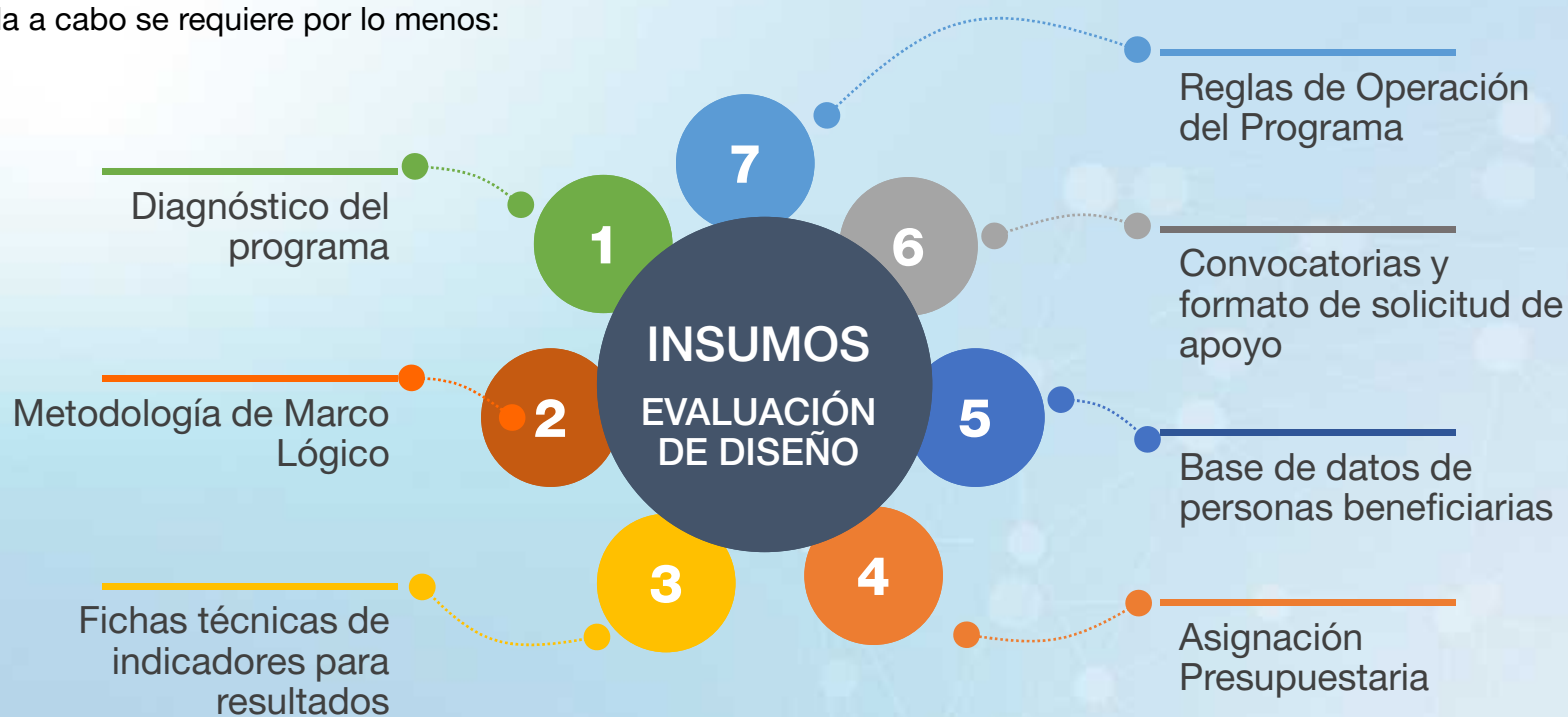 a cabo se requiere por lo menos:
7
Reglas de Operación
del Programa
1
Diagnóstico del
programa
6
Convocatorias y
formato de solicitud de
apoyo
INSUMOS
EVALUACIÓN
DE DISEÑO
2
Metodología de Marco
Lógico
5
Base de datos de
personas beneficiarias
3
Fichas técnicas de
indicadores para
resultados
4
Asignación
Presupuestaria